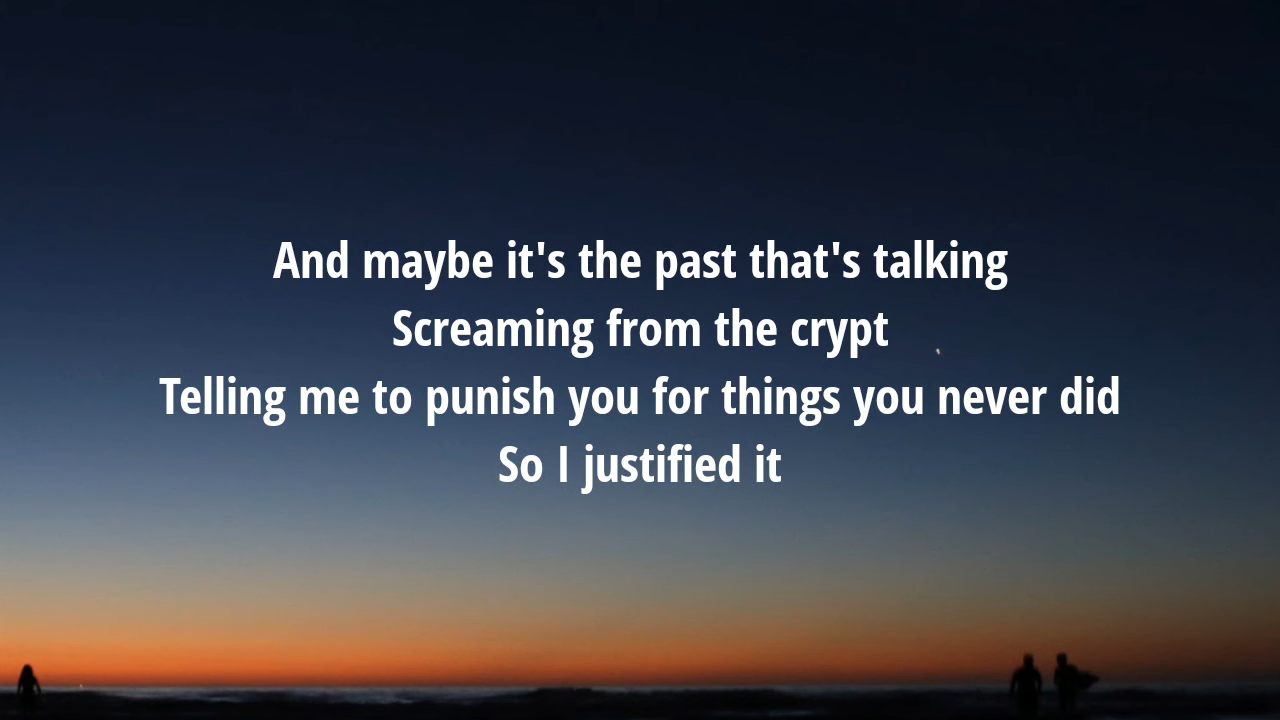 And maybe it's the past that's talking
Screaming from the crypt
Telling me to punish you for things you never did
So I justified it